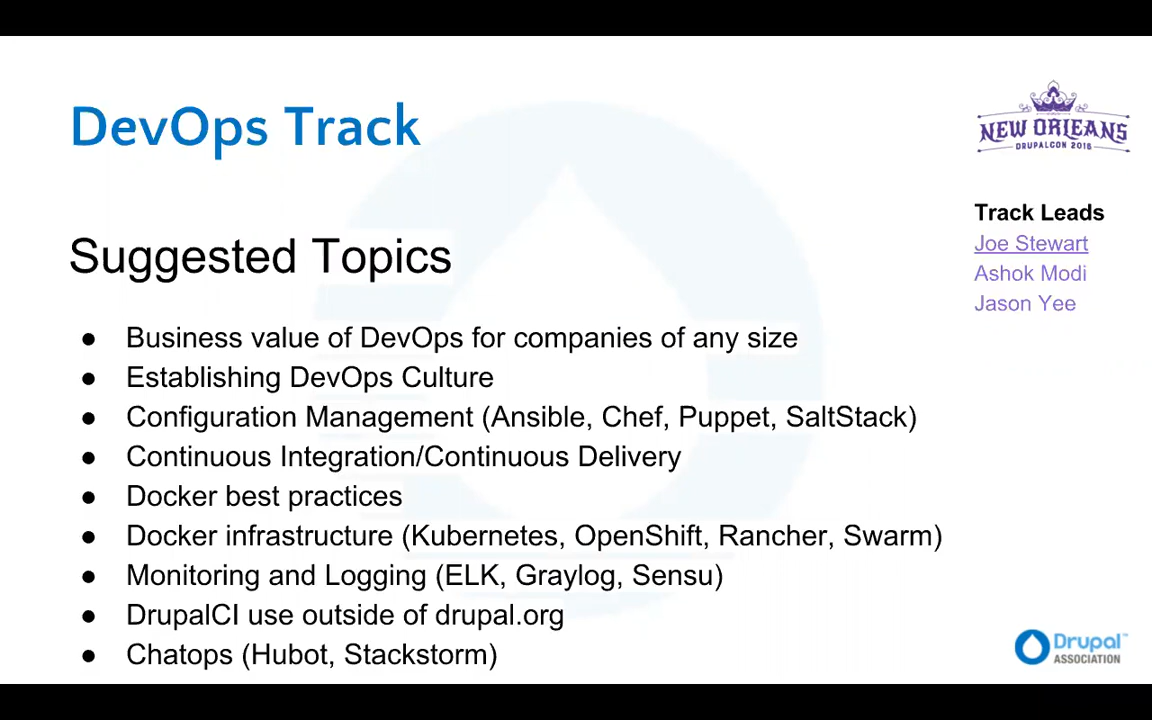 DevOps Track
NEW ORLEANS
DRUPALCON 2016
Track Leads
Joe Stewart
Ashok Modi
Jason Yee
Suggested Topics
● Business value of DevOps for companies of any size
● Establishing DevOps Culture
● Configuration Management (Ansible, Chef, Puppet, SaltStack)
● Continuous Integration/Continuous Delivery
● Docker best practices
● Docker infrastructure (Kubernetes, OpenShift, Rancher, Swarm)
● Monitoring and Logging (ELK, Graylog, Sensu)
● DrupalCI use outside of drupal.org
● Chatops (Hubot, Stackstorm)
Drupal™
ASSOCIATION